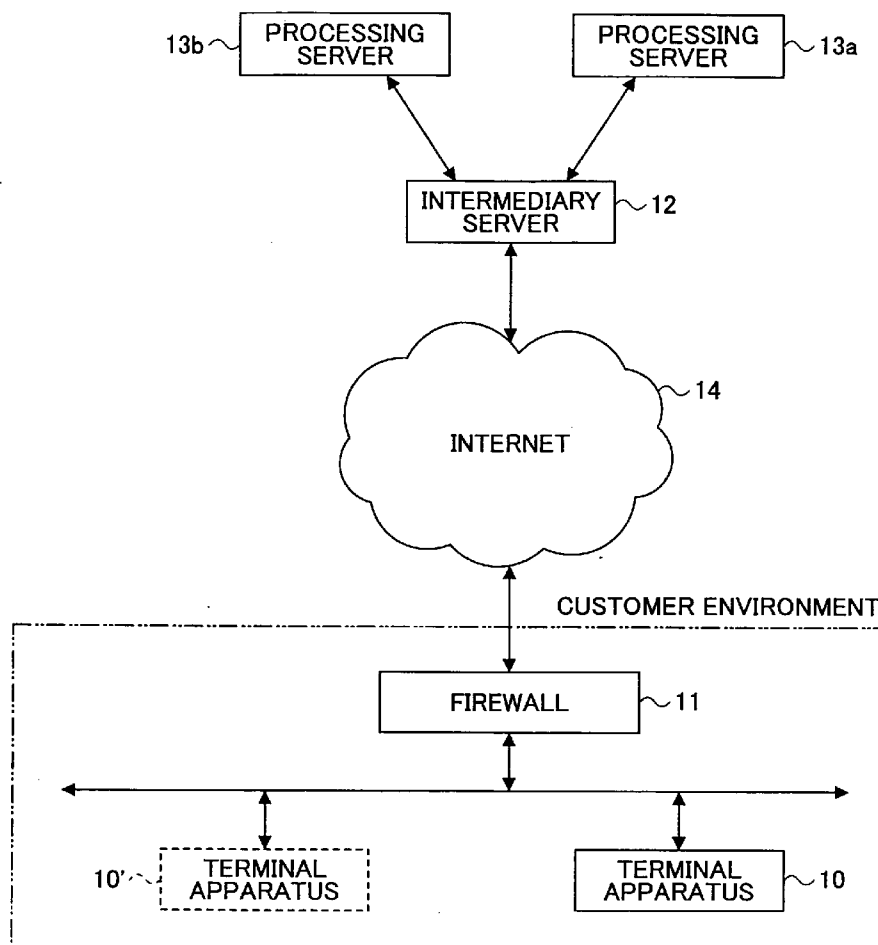 13b
PROCESSING
SERVER
PROCESSING
SERVER
13a
INTERMEDIARY
SERVER
12
14
INTERNET
CUSTOMER ENVIRONMENT
FIREWALL
11
10'
TERMINAL
APPARATUS
TERMINAL
APPARATUS
10